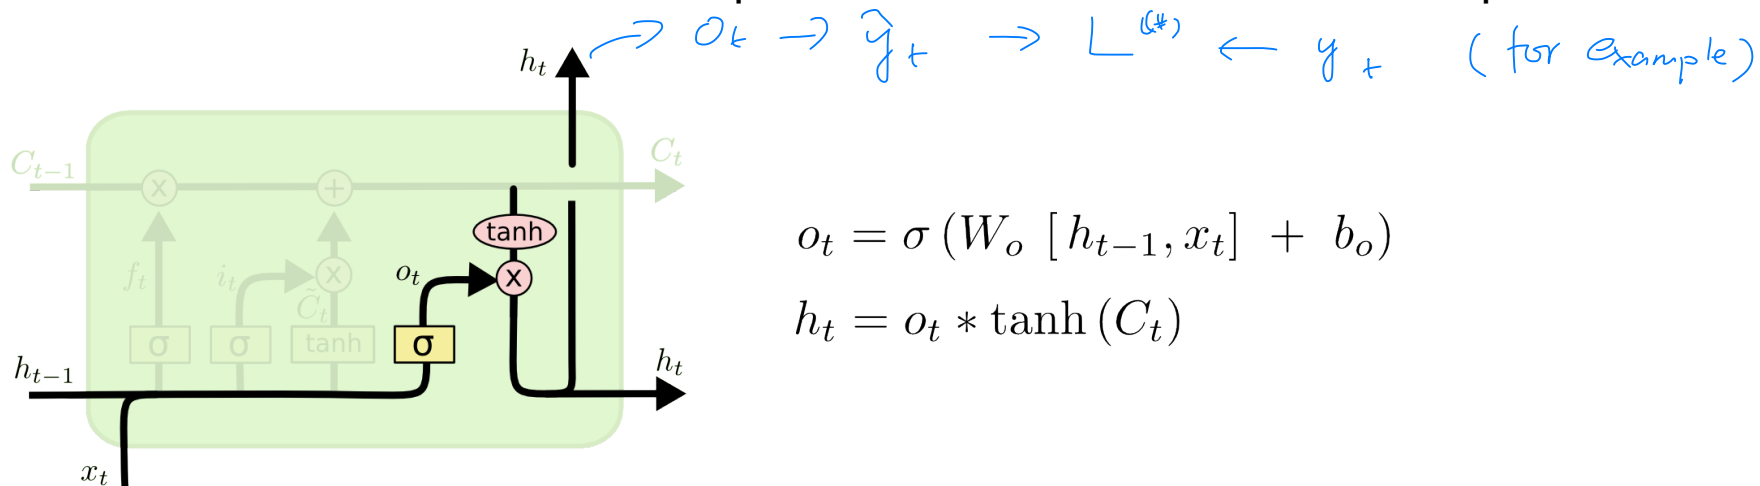 o_t → ŷ_t → L^(*) ← y_t (for example)
h_t
C_{t-1} C_t
x + 
tanh
o_t = σ(W_o [h_{t-1}, x_t] + b_o)
f_t i_t x o_t x
C̃_t
h_t = o_t * tanh(C_t)
σ σ tanh σ
h_{t-1} h_t
x_t